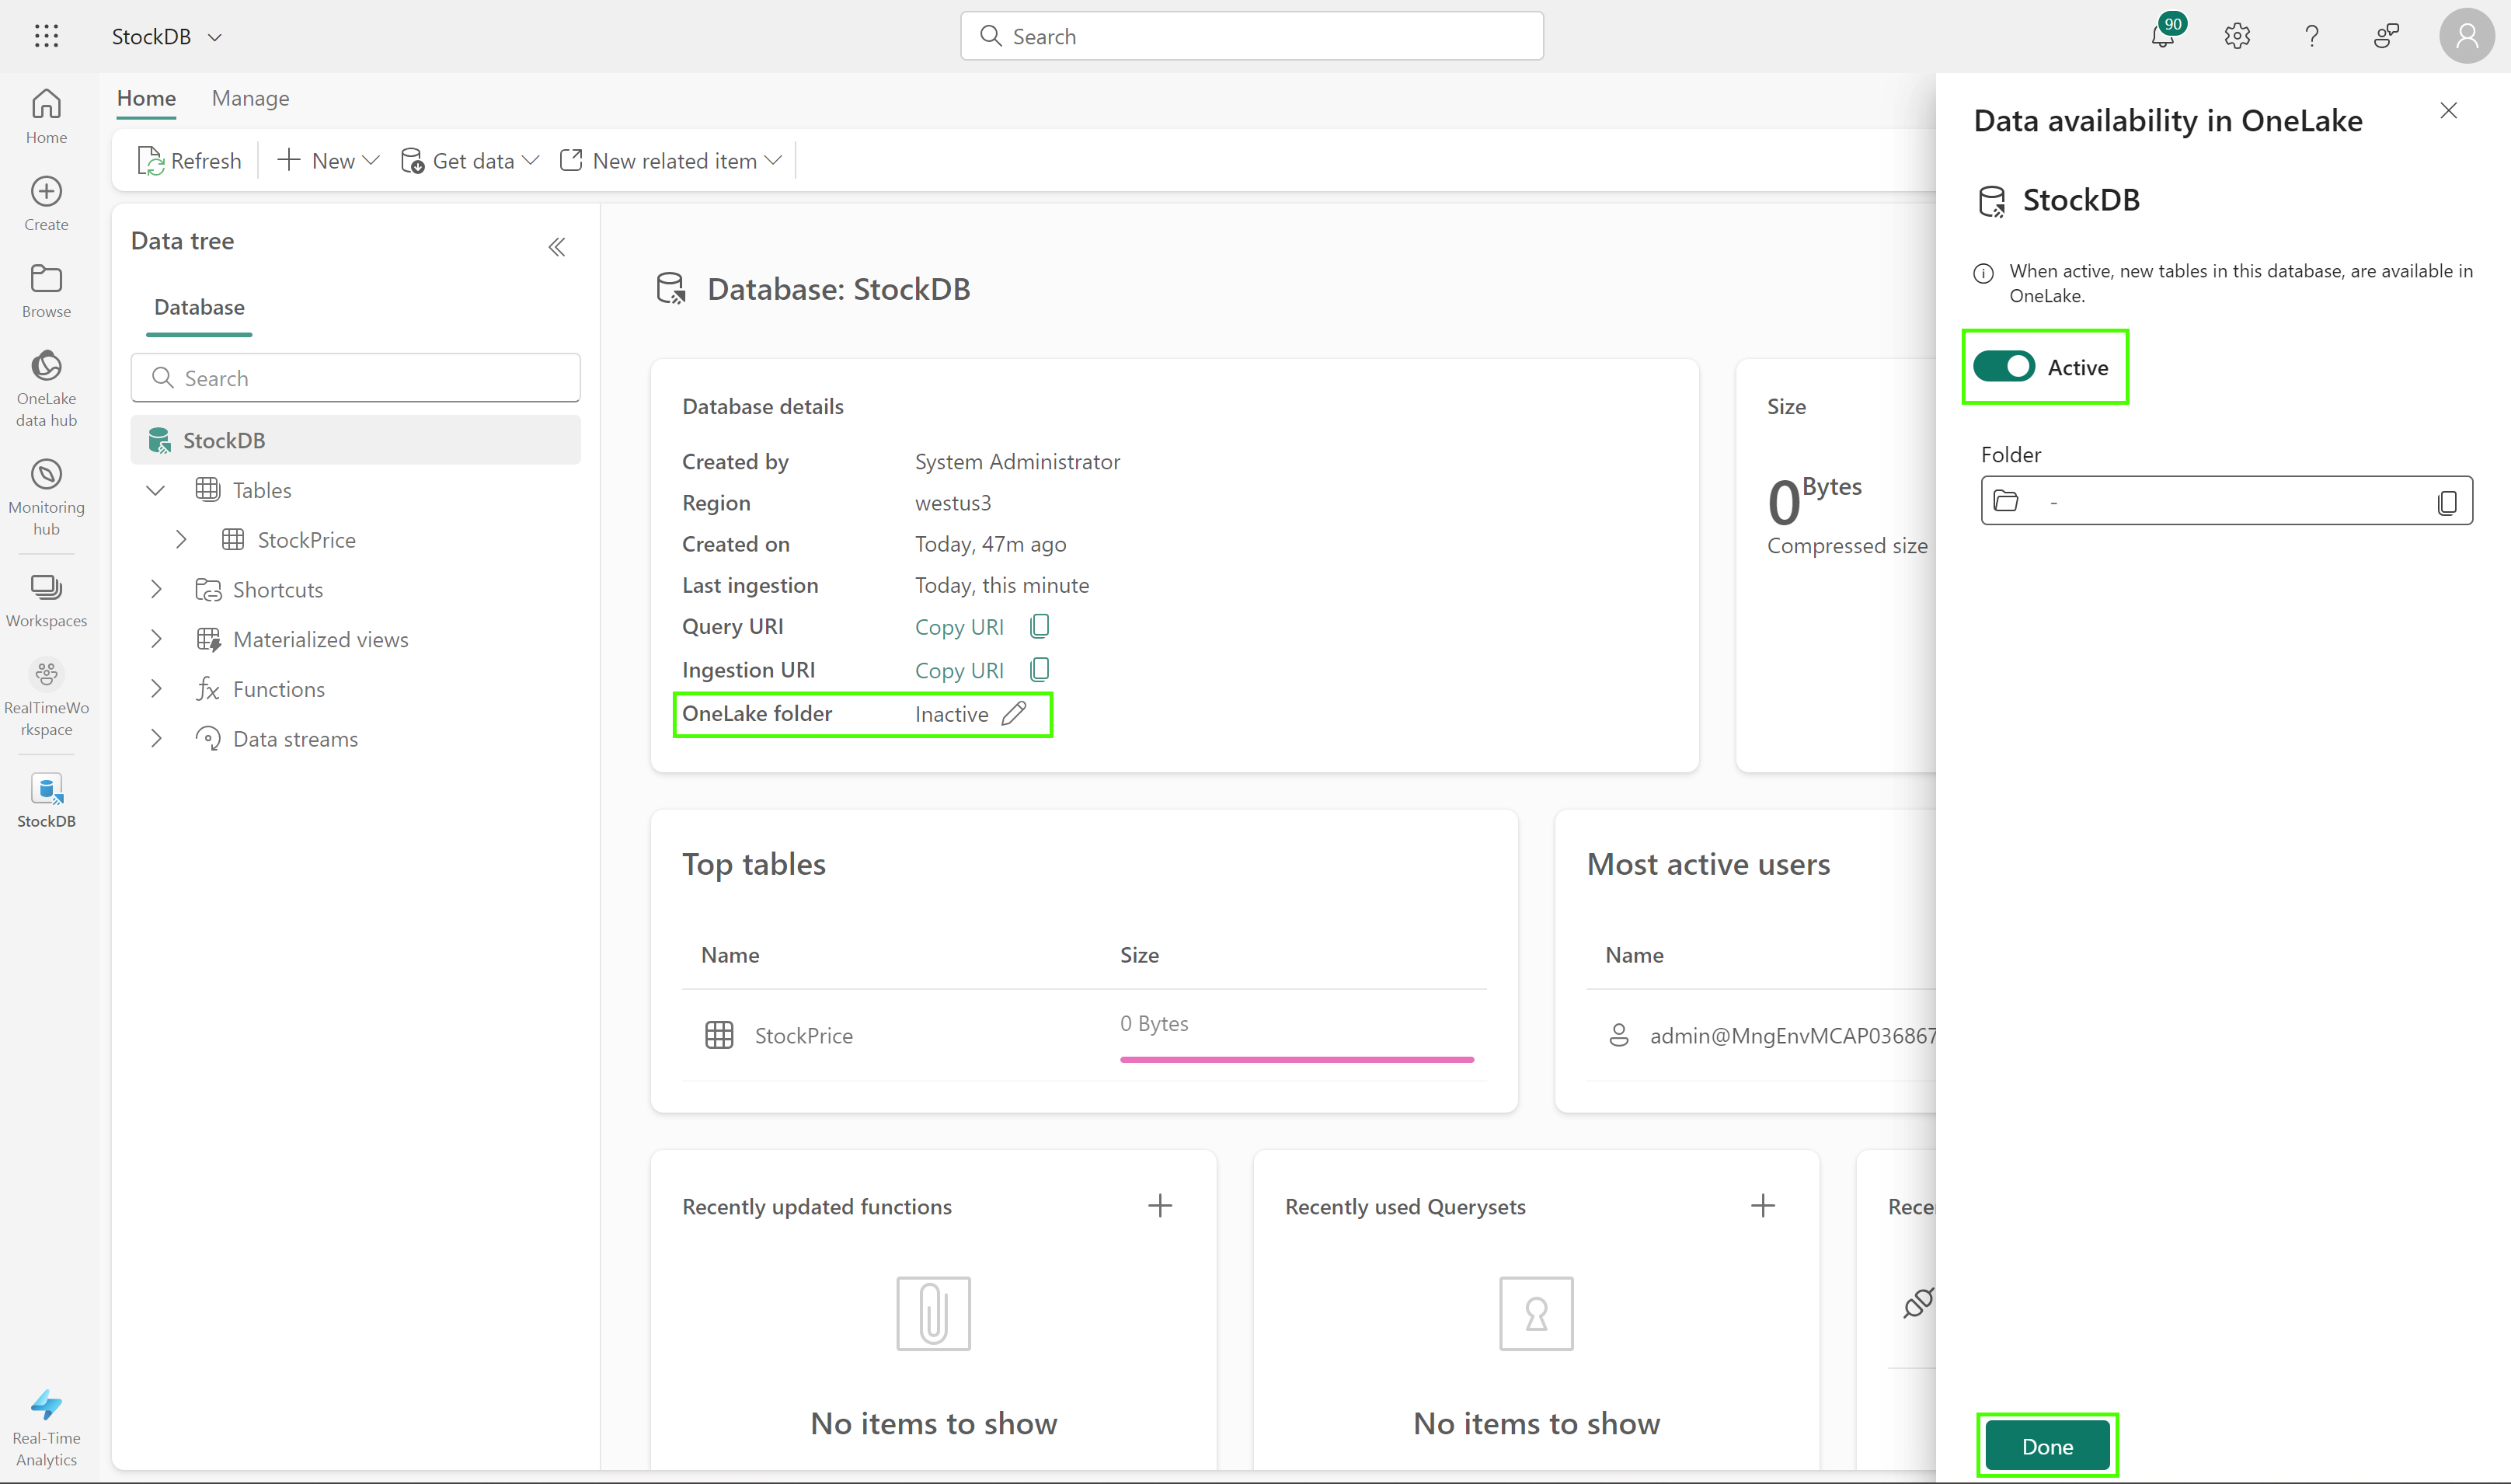 StockDB
Search
90
Home
Create
Browse
OneLake
data hub
Monitoring
hub
Workspaces
RealTimeWo
rkspace
StockDB
Real-Time
Analytics
Home Manage
Refresh New Get data New related item
Data tree
Database
Search
StockDB
Tables
StockPrice
Shortcuts
Materialized views
Functions
Data streams
Database: StockDB
Database details
Created by System Administrator
Region westus3
Created on Today, 47m ago
Last ingestion Today, this minute
Query URI Copy URI
Ingestion URI Copy URI
OneLake folder Inactive
Size
0 Bytes
Compressed size
Top tables
Name Size
StockPrice 0 Bytes
Most active users
Name
admin@MngEnvMCAP036867
Recently updated functions
No items to show
Recently used Querysets
No items to show
Rece
Data availability in OneLake
StockDB
When active, new tables in this database, are available in
OneLake.
Active
Folder
-
Done